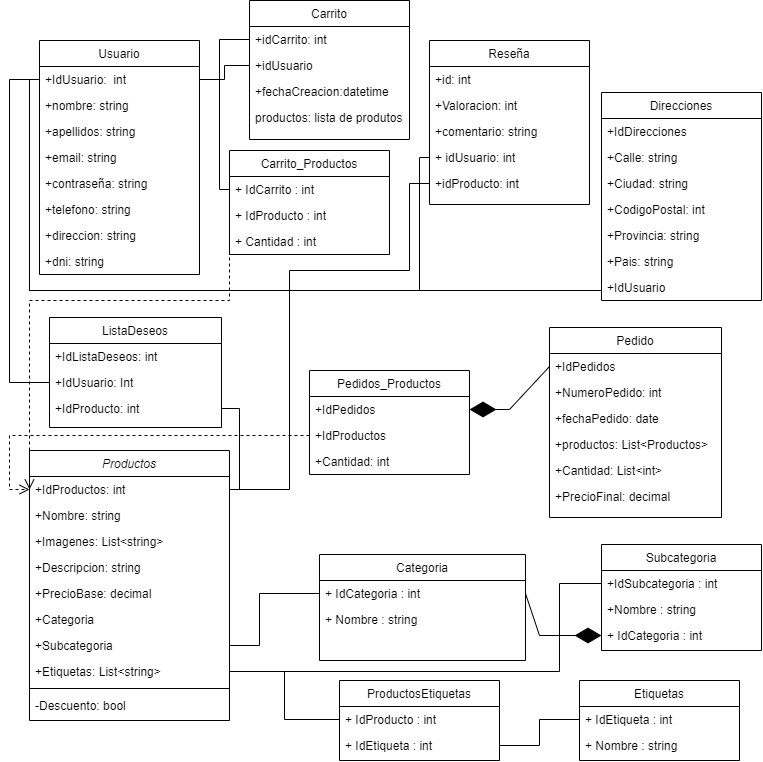 Carrito
+idCarrito: int
+idUsuario
+fechaCreacion:datetime
productos: lista de produtos
Usuario
+IdUsuario: int
+nombre: string
+apellidos: string
+email: string
+contraseña: string
+telefono: string
+direccion: string
+dni: string
Reseña
+id: int
+Valoracion: int
+comentario: string
+ idUsuario: int
+idProducto: int
Direcciones
+IdDirecciones
+Calle: string
+Ciudad: string
+CodigoPostal: int
+Provincia: string
+Pais: string
+IdUsuario
Carrito_Productos
+ IdCarrito : int
+ IdProducto : int
+ Cantidad : int
ListaDeseos
+IdListaDeseos: int
+IdUsuario: Int
+IdProducto: int
Pedidos_Productos
+IdPedidos
+IdProductos
+Cantidad: int
Pedido
+IdPedidos
+NumeroPedido: int
+fechaPedido: date
+productos: List<Productos>
+Cantidad: List<int>
+PrecioFinal: decimal
Productos
+IdProductos: int
+Nombre: string
+Imagenes: List<string>
+Descripcion: string
+PrecioBase: decimal
+Categoria
+Subcategoria
+Etiquetas: List<string>
-Descuento: bool
Categoria
+ IdCategoria : int
+ Nombre : string
Subcategoria
+IdSubcategoria : int
+Nombre : string
+ IdCategoria : int
ProductosEtiquetas
+ IdProducto : int
+ IdEtiqueta : int
Etiquetas
+ IdEtiqueta : int
+ Nombre : string